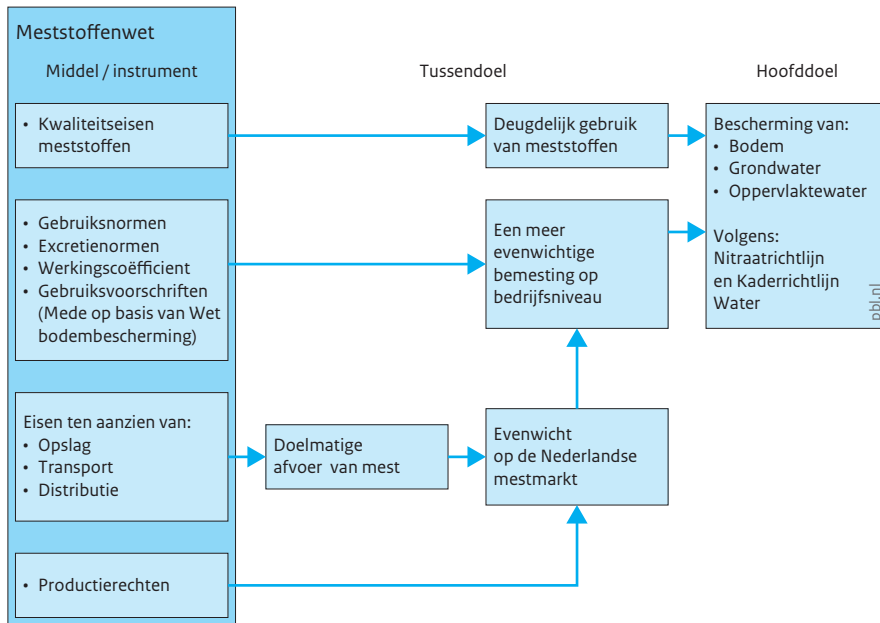 Meststoffenwet
Middel / instrument
Tussendoel
Hoofddoel
• Kwaliteitseisen
meststoffen
Deugdelijk gebruik
van meststoffen
Bescherming van:
• Bodem
• Grondwater
• Oppervlaktewater
Volgens:
Nitraatrichtlijn
en Kaderrichtlijn
Water
• Gebruiksnormen
• Excretienormen
• Werkingscoëfficient
• Gebruiksvoorschriften
(Mede op basis van Wet
bodembescherming)
Een meer
evenwichtige
bemesting op
bedrijfsniveau
Eisen ten aanzien van:
• Opslag
• Transport
• Distributie
Doelmatige
afvoer van mest
Evenwicht
op de Nederlandse
mestmarkt
• Productierechten
pbl.nl